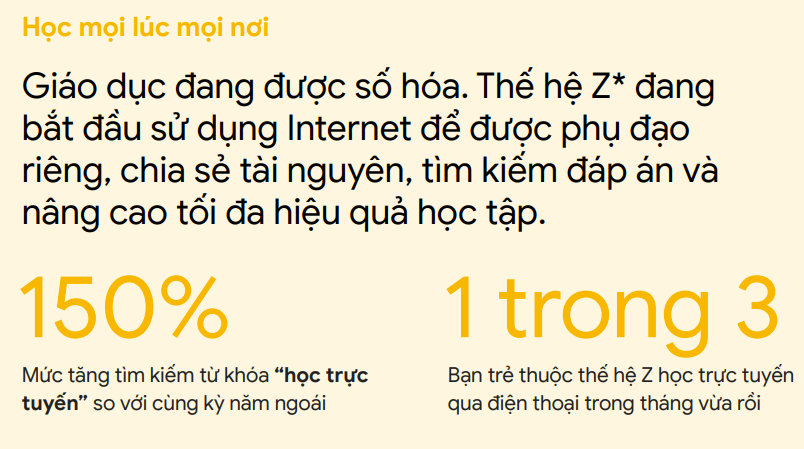 Học mọi lúc mọi nơi
Giáo dục đang được số hóa. Thế hệ Z* đang
bắt đầu sử dụng Internet để được phụ đạo
riêng, chia sẻ tài nguyên, tìm kiếm đáp án và
nâng cao tối đa hiệu quả học tập.
150%
Mức tăng tìm kiếm từ khóa “học trực
tuyến” so với cùng kỳ năm ngoái
1 trong 3
Bạn trẻ thuộc thế hệ Z học trực tuyến
qua điện thoại trong tháng vừa rồi